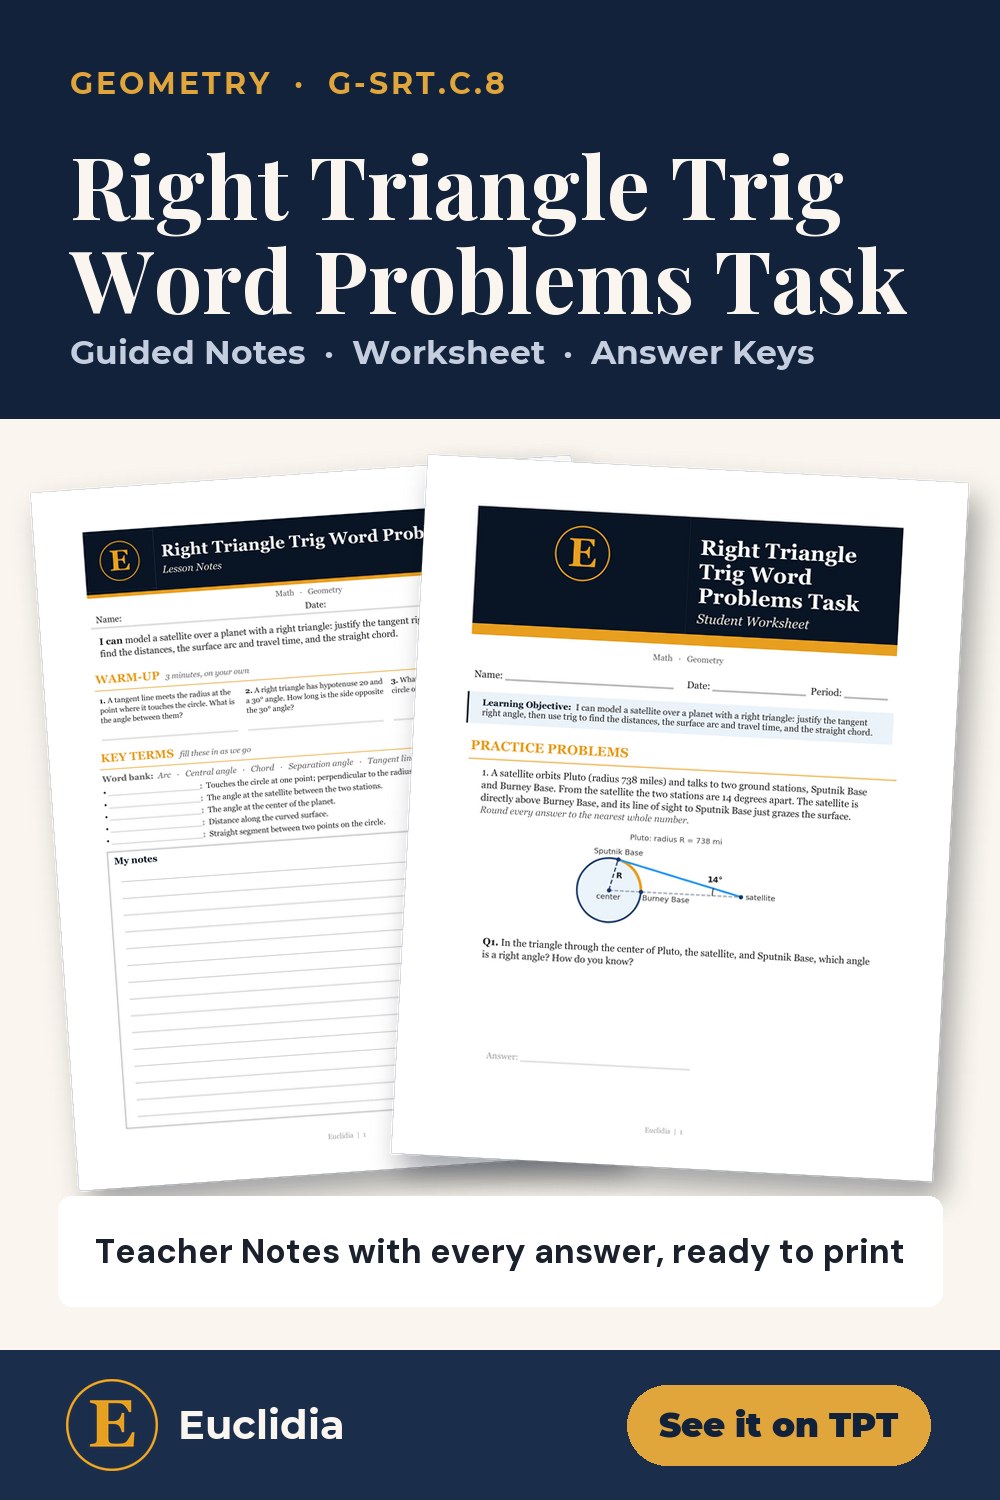 GEOMETRY · G-SRT.C.8
Right Triangle Trig
Word Problems Task
Guided Notes · Worksheet · Answer Keys
E
Right Triangle Trig Word Prob
Lesson Notes
Math · Geometry
Name:
Date:
I can model a satellite over a planet with a right triangle: justify the tangent rig
find the distances, the surface arc and travel time, and the straight chord.
WARM-UP 3 minutes, on your own
1. A tangent line meets the radius at the
point where it touches the circle. What is
the angle between them?
2. A right triangle has hypotenuse 20 and
a 30° angle. How long is the side opposite
the 30° angle?
3. What
circle o
KEY TERMS fill these in as we go
Word bank: Arc · Central angle · Chord · Separation angle · Tangent lin
: Touches the circle at one point; perpendicular to the radius
: The angle at the satellite between the two stations.
: The angle at the center of the planet.
: Distance along the curved surface.
: Straight segment between two points on the circle.
My notes
Euclidia | 1
E
Right Triangle
Trig Word
Problems Task
Student Worksheet
Math · Geometry
Name:
Date:
Period:
Learning Objective: I can model a satellite over a planet with a right triangle: justify the tangent
right angle, then use trig to find the distances, the surface arc and travel time, and the straight chord.
PRACTICE PROBLEMS
1. A satellite orbits Pluto (radius 738 miles) and talks to two ground stations, Sputnik Base
and Burney Base. From the satellite the two stations are 14 degrees apart. The satellite is
directly above Burney Base, and its line of sight to Sputnik Base just grazes the surface.
Round every answer to the nearest whole number.
Pluto: radius R = 738 mi
Sputnik Base
R
14°
center
Burney Base
satellite
Q1. In the triangle through the center of Pluto, the satellite, and Sputnik Base, which angle
is a right angle? How do you know?
Answer:
Euclidia | 1
Teacher Notes with every answer, ready to print
E
Euclidia
See it on TPT